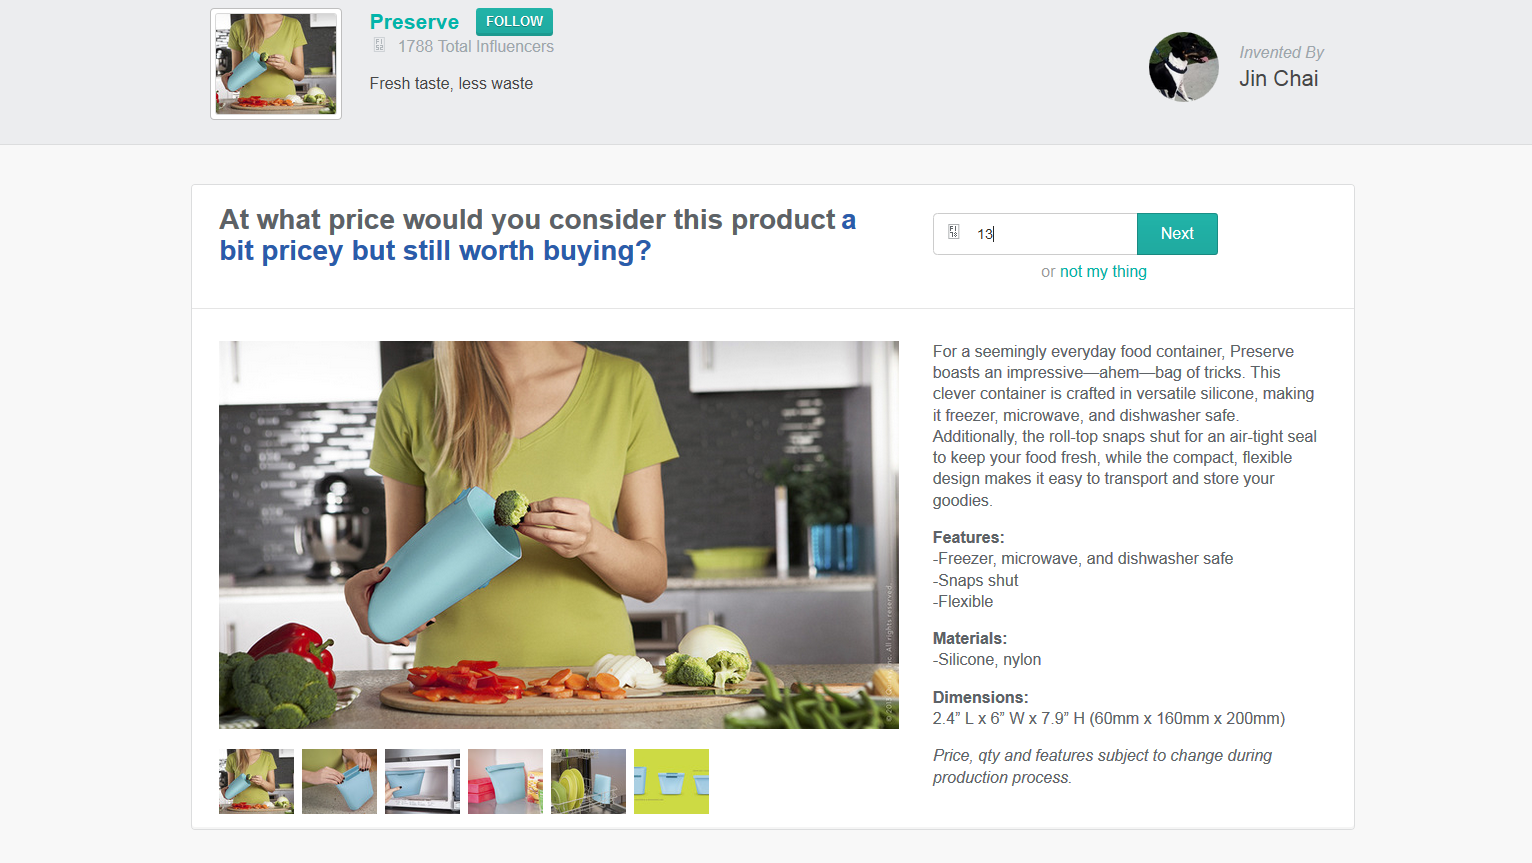 Preserve FOLLOW
1788 Total Influencers
Fresh taste, less waste
Invented By
Jin Chai
At what price would you consider this product a
bit pricey but still worth buying?
13
Next
or not my thing
For a seemingly everyday food container, Preserve
boasts an impressive—ahem—bag of tricks. This
clever container is crafted in versatile silicone, making
it freezer, microwave, and dishwasher safe.
Additionally, the roll-top snaps shut for an air-tight seal
to keep your food fresh, while the compact, flexible
design makes it easy to transport and store your
goodies.
Features:
-Freezer, microwave, and dishwasher safe
-Snaps shut
-Flexible
Materials:
-Silicone, nylon
Dimensions:
2.4” L x 6” W x 7.9” H (60mm x 160mm x 200mm)
Price, qty and features subject to change during
production process.
All rights reserved.